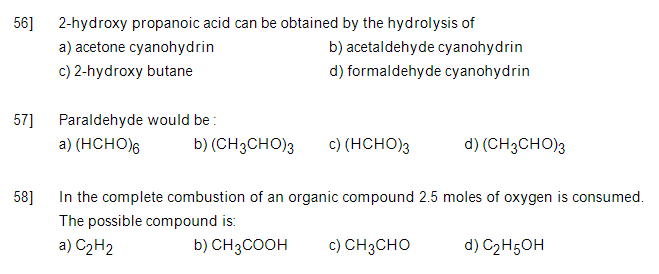 56] 2-hydroxy propanoic acid can be obtained by the hydrolysis of
a) acetone cyanohydrin b) acetaldehyde cyanohydrin
c) 2-hydroxy butane d) formaldehyde cyanohydrin
57] Paraldehyde would be :
a) (HCHO)6 b) (CH3CHO)3 c) (HCHO)3 d) (CH3CHO)3
58] In the complete combustion of an organic compound 2.5 moles of oxygen is consumed.
The possible compound is:
a) C2H2 b) CH3COOH c) CH3CHO d) C2H5OH